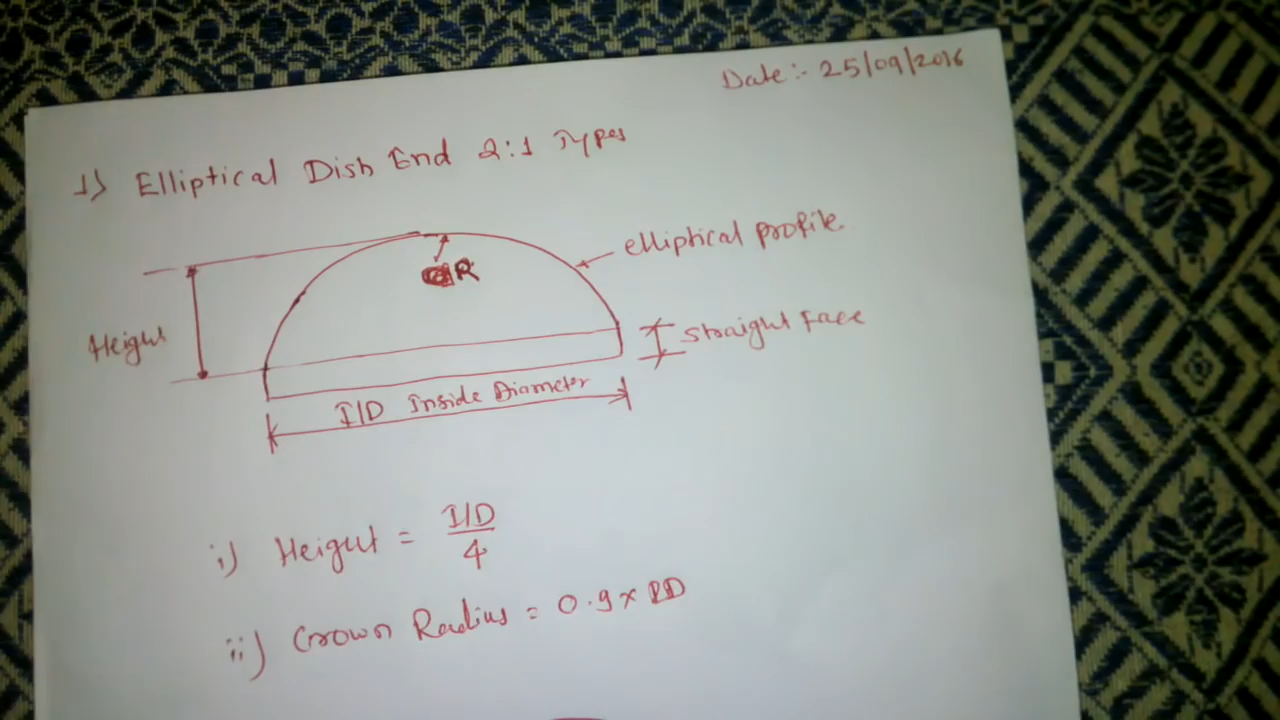 Date :- 25/09/2016
1) Elliptical Dish End 2:1 Types
elliptical profile
R
Height
straight Face
I/D Inside Diameter
i) Height = I/D / 4
ii) Crown Radius = 0.9 x ID